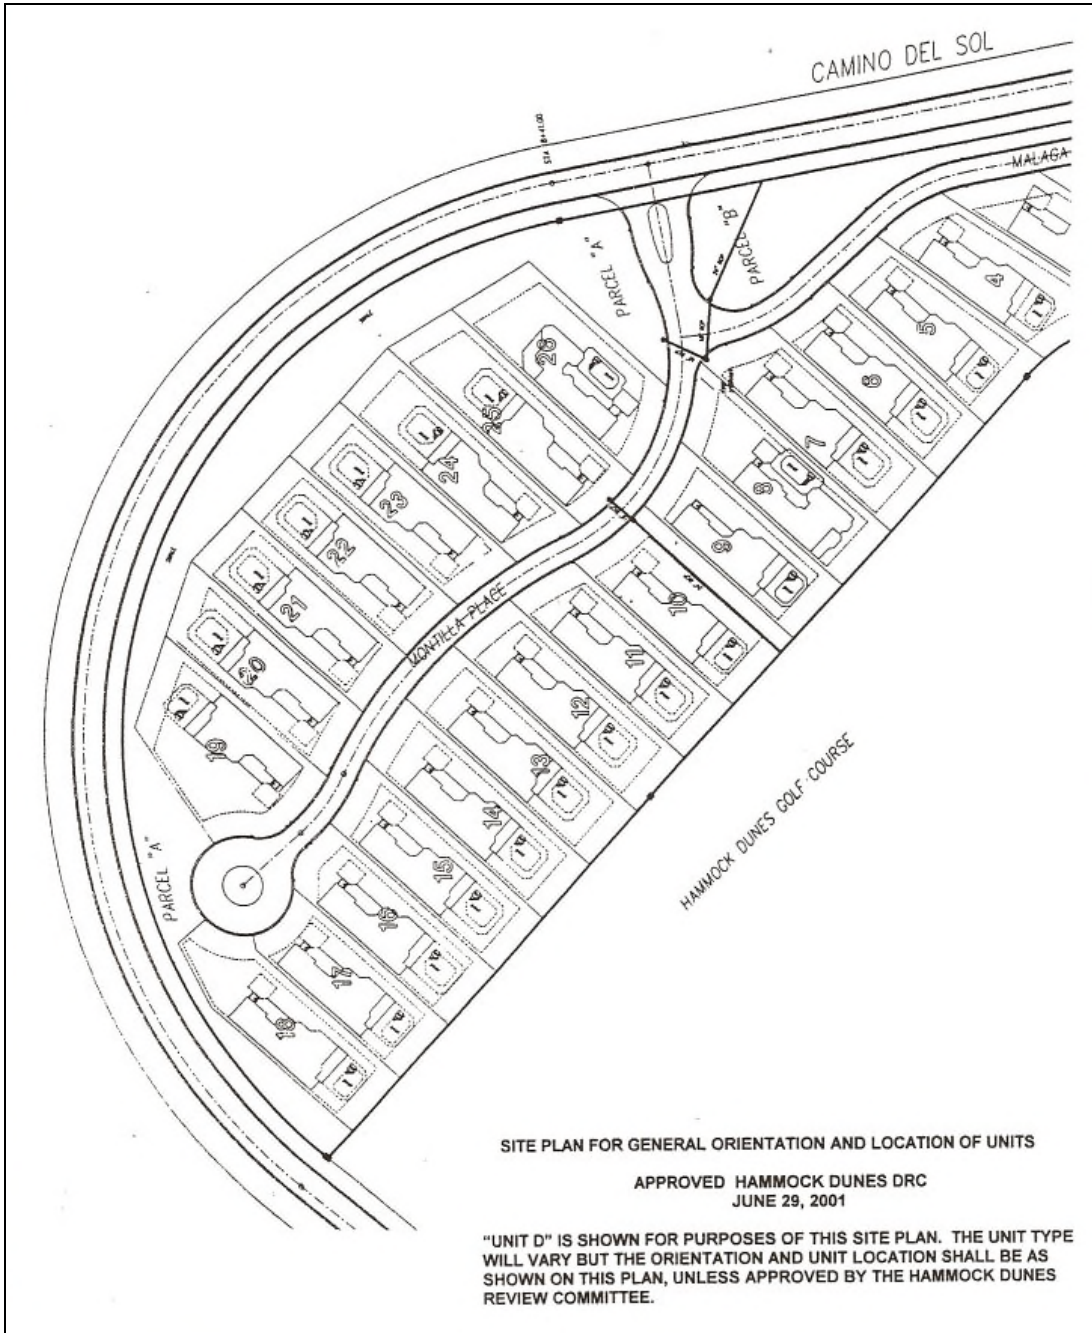 CAMINO DEL SOL
STA 8+41.00
MALAGA
PARCEL "A"
PARCEL "B"
4
5
6
7
8
9
10
11
12
13
14
15
16
17
18
19
20
21
22
23
24
25
26
MONTILLA PLACE
PARCEL "A"
HAMMOCK DUNES GOLF COURSE
SITE PLAN FOR GENERAL ORIENTATION AND LOCATION OF UNITS
APPROVED HAMMOCK DUNES DRC
JUNE 29, 2001
"UNIT D" IS SHOWN FOR PURPOSES OF THIS SITE PLAN. THE UNIT TYPE
WILL VARY BUT THE ORIENTATION AND UNIT LOCATION SHALL BE AS
SHOWN ON THIS PLAN, UNLESS APPROVED BY THE HAMMOCK DUNES
REVIEW COMMITTEE.